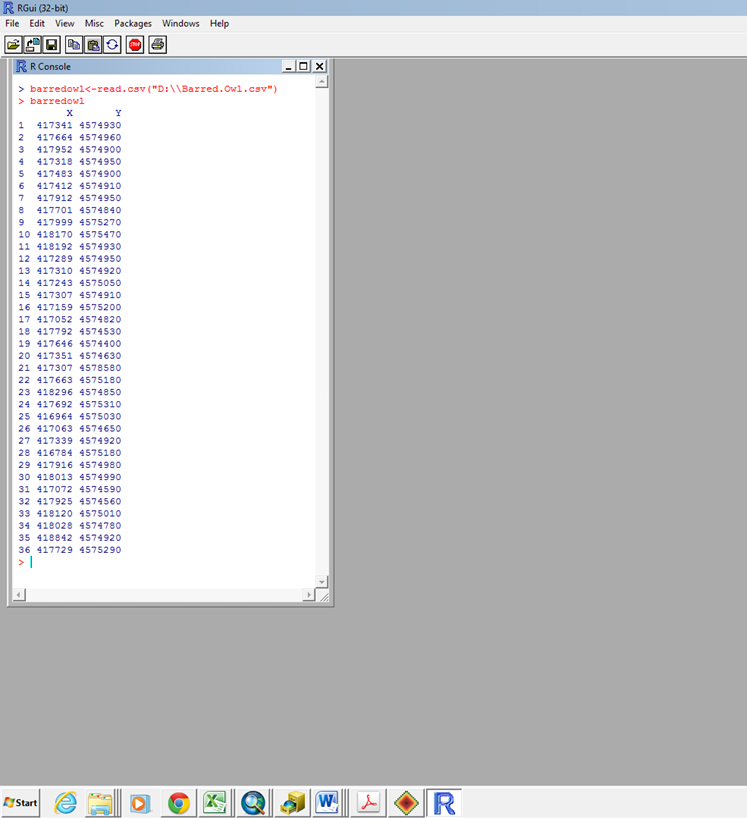 RGui (32-bit)
File Edit View Misc Packages Windows Help
STOP
R Console
> barredowl<-read.csv("D:\\Barred.Owl.csv")
> barredowl
X Y
1 417341 4574930
2 417664 4574960
3 417952 4574900
4 417318 4574950
5 417483 4574900
6 417412 4574910
7 417912 4574950
8 417701 4574840
9 417999 4575270
10 418170 4575470
11 418192 4574930
12 417289 4574950
13 417310 4574920
14 417243 4575050
15 417307 4574910
16 417159 4575200
17 417052 4574820
18 417792 4574530
19 417646 4574400
20 417351 4574630
21 417307 4578580
22 417663 4575180
23 418296 4574850
24 417692 4575310
25 416964 4575030
26 417063 4574650
27 417339 4574920
28 416784 4575180
29 417916 4574980
30 418013 4574990
31 417072 4574590
32 417925 4574560
33 418120 4575010
34 418028 4574780
35 418842 4574920
36 417729 4575290
>
Start